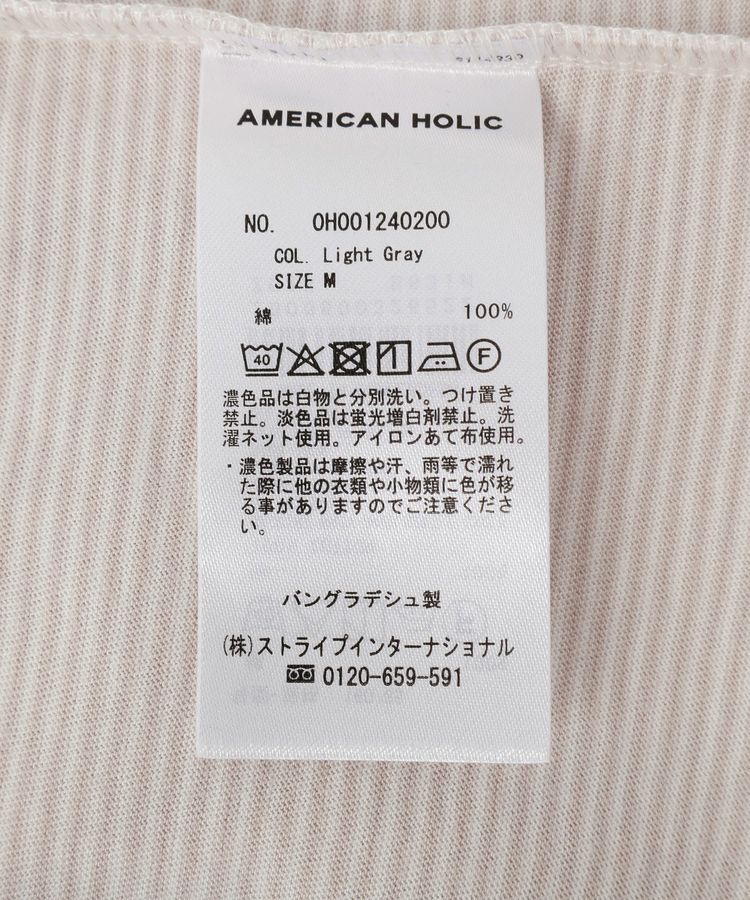 AMERICAN HOLIC
NO. 0H001240200
COL. Light Gray
SIZE M
綿 100%
40 F
濃色品は白物と分別洗い。つけ置き
禁止。淡色品は蛍光増白剤禁止。洗
濯ネット使用。アイロンあて布使用。
・濃色製品は摩擦や汗、雨等で濡れ
た際に他の衣類や小物類に色が移
る事がありますのでご注意くださ
い。
バングラデシュ製
(株)ストライプインターナショナル
0120-659-591